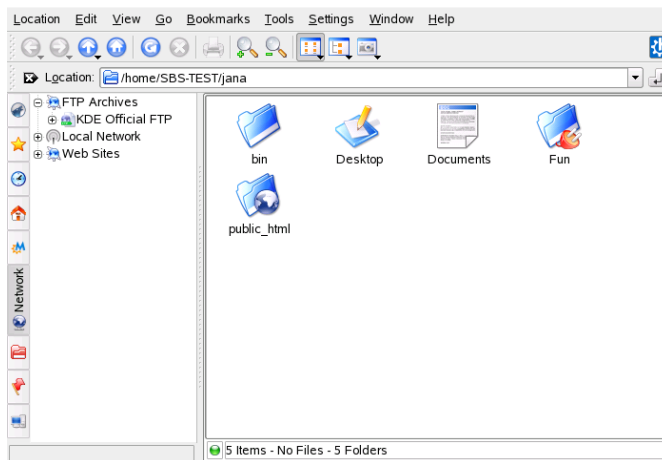 Location Edit View Go Bookmarks Tools Settings Window Help
Location: /home/SBS-TEST/jana
FTP Archives
KDE Official FTP
Local Network
Web Sites
Network
bin Desktop Documents Fun
public_html
5 Items - No Files - 5 Folders